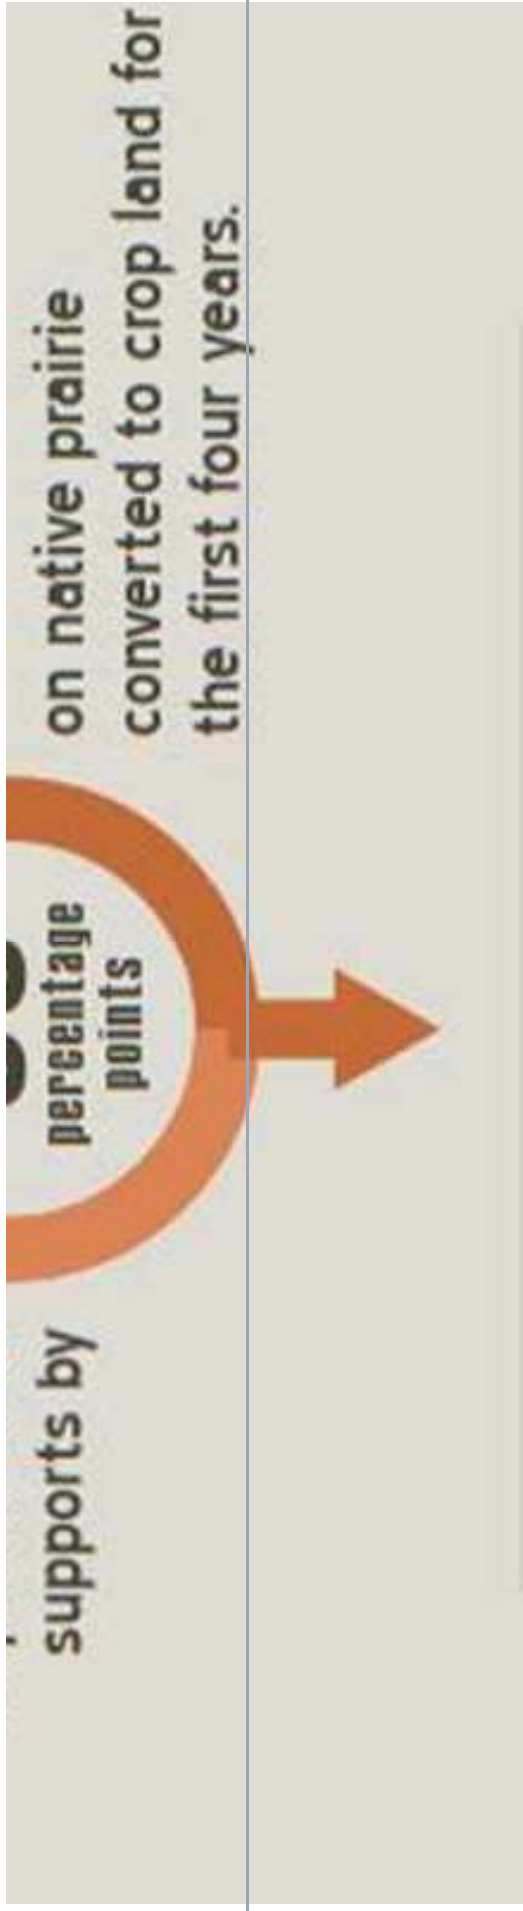 supports by
percentage
points
on native prairie
converted to crop land for
the first four years.